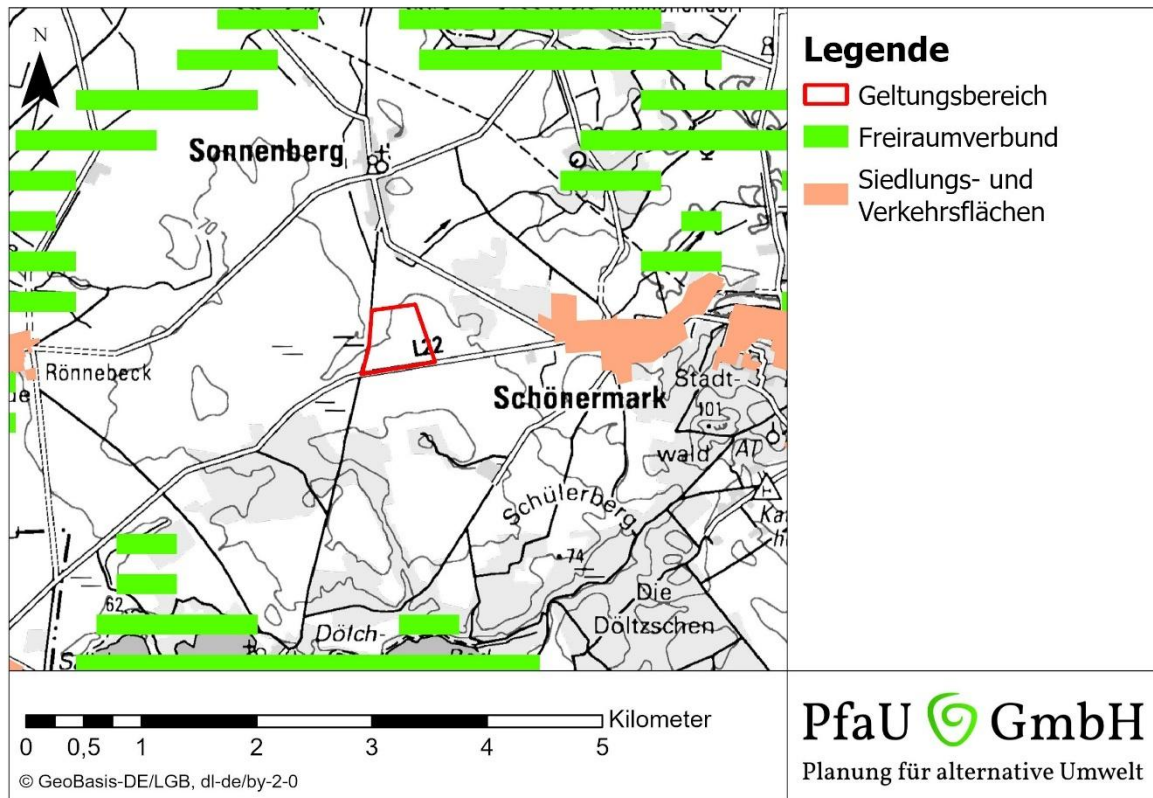 N
Sonnenberg
70
L22
Rönnebeck
Schönermark
Stadt-
101
wald
AT
Schülerberg
74
Die
Döltzschen
62
Dölch-
Legende
Geltungsbereich
Freiraumverbund
Siedlungs- und
Verkehrsflächen
Kilometer
0 0,5 1 2 3 4 5
© GeoBasis-DE/LGB, dl-de/by-2-0
PfaU GmbH
Planung für alternative Umwelt